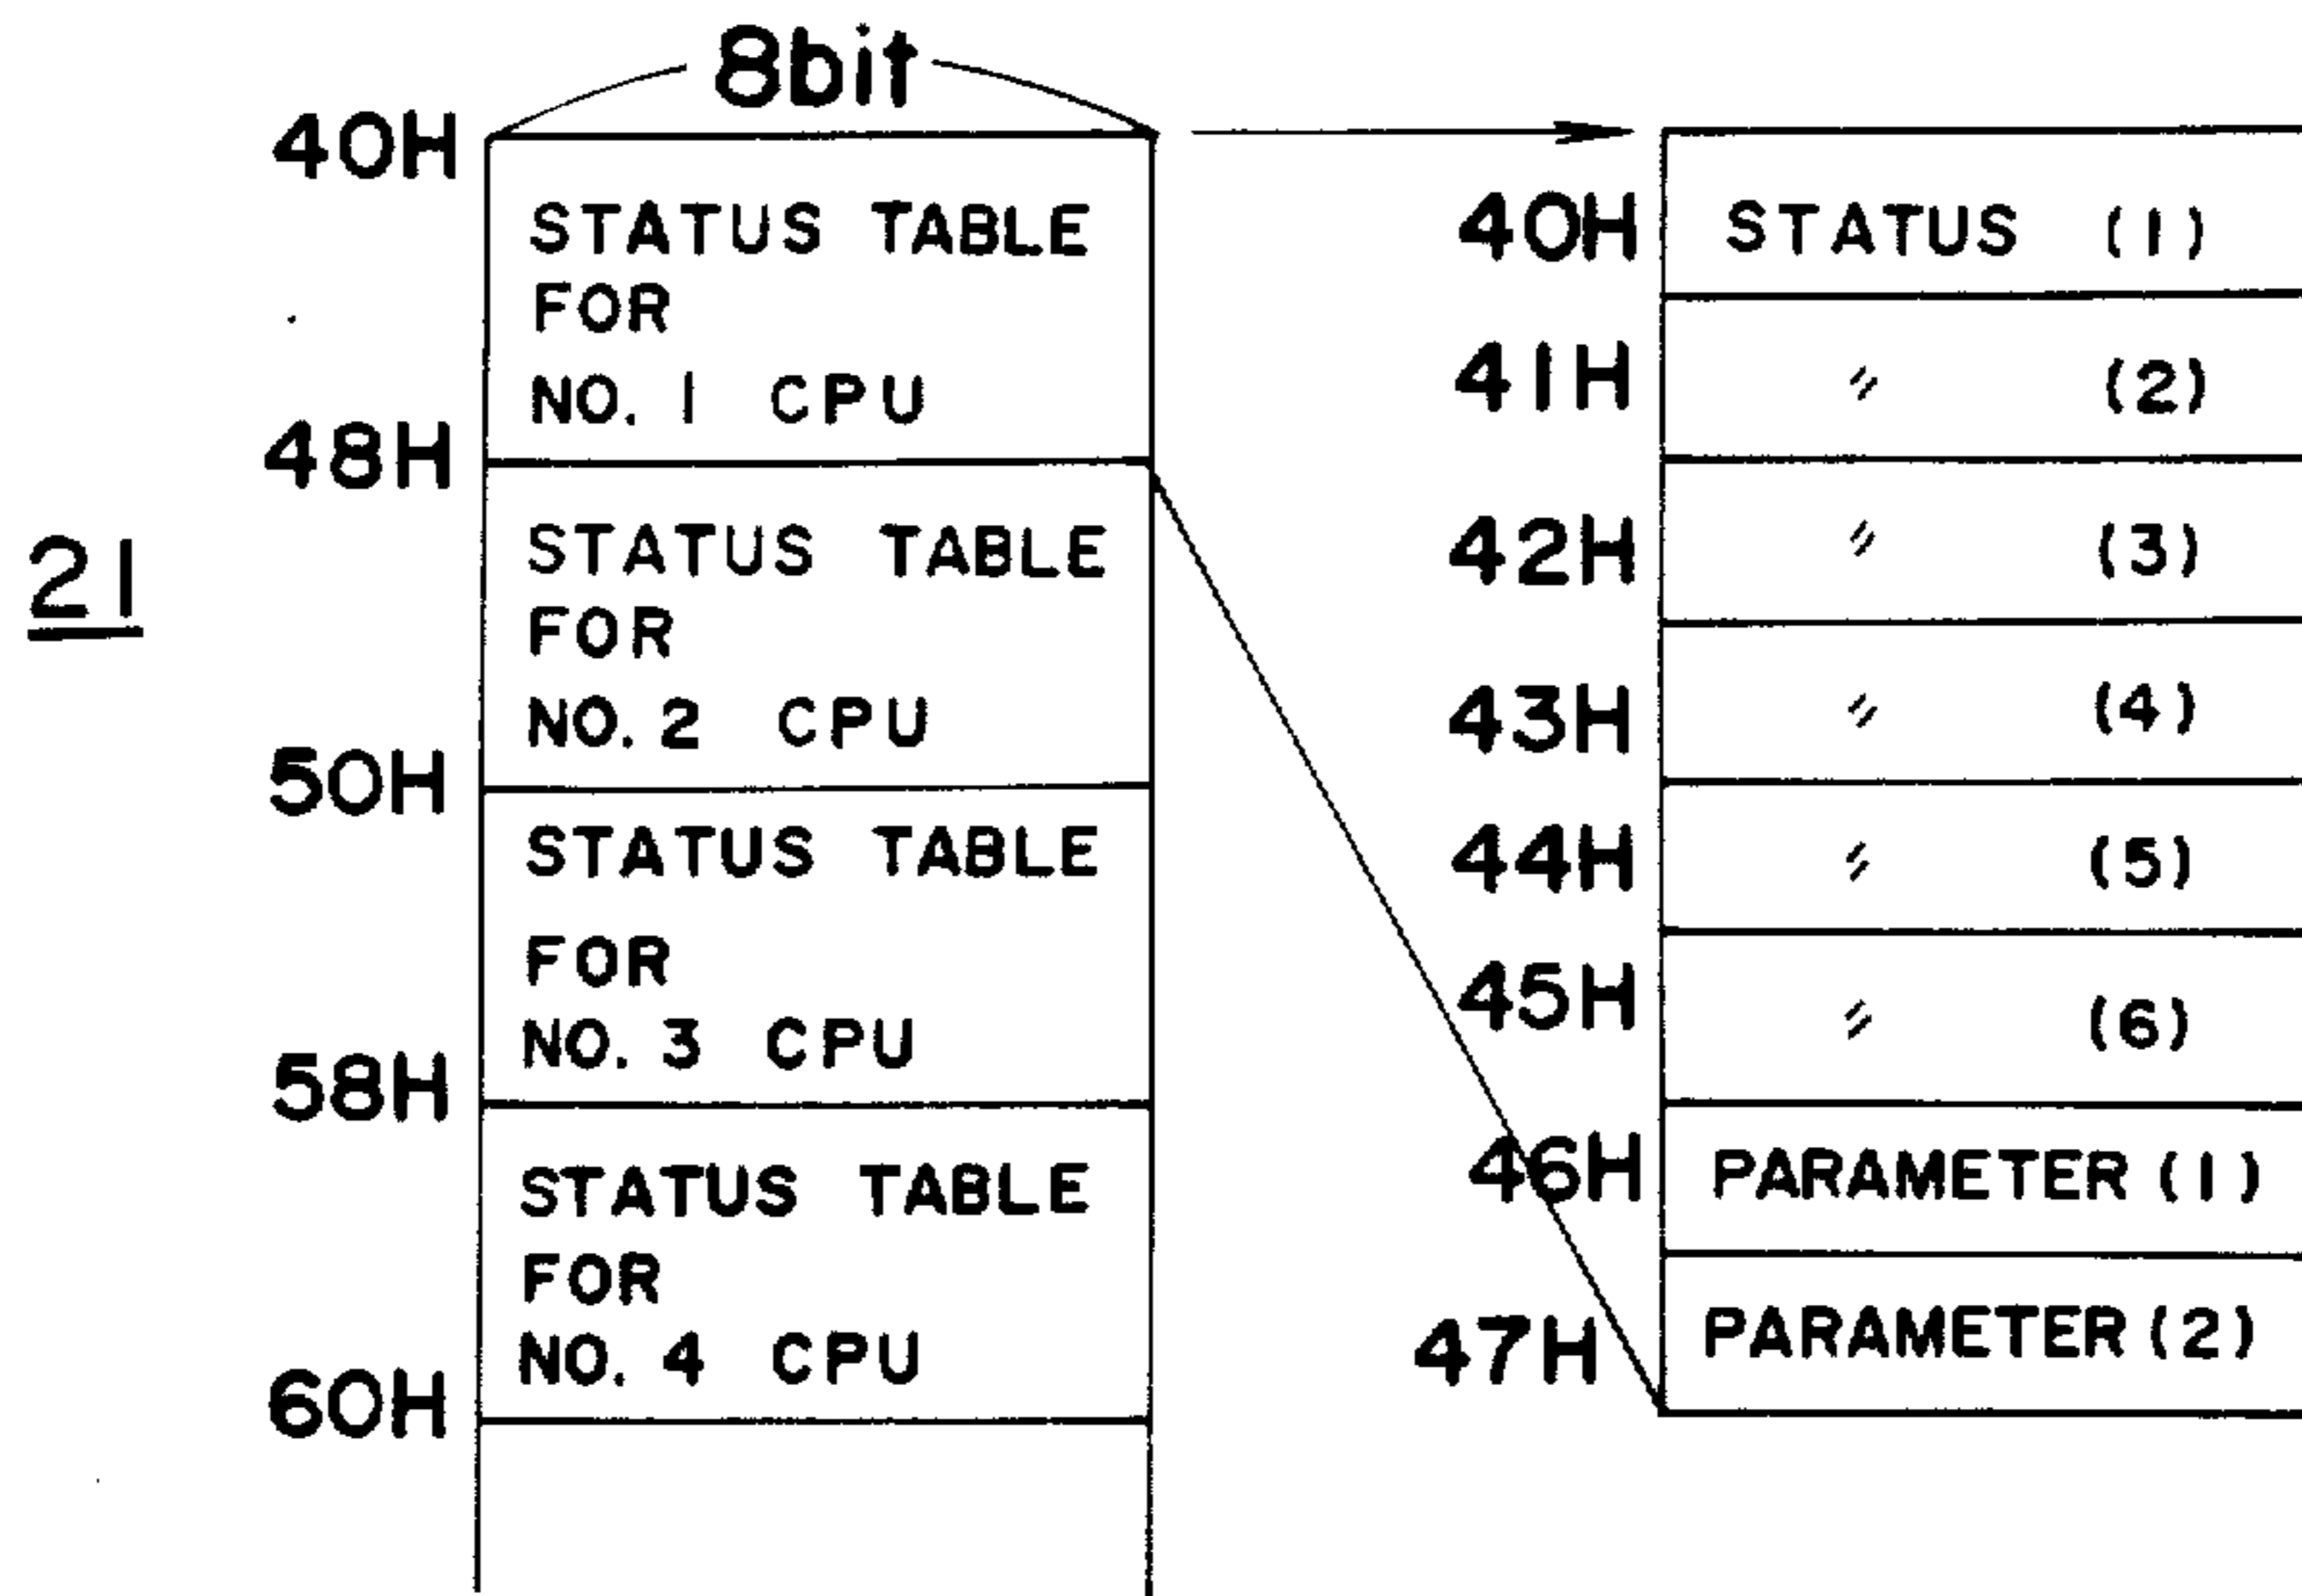 8bit
40H
STATUS TABLE
FOR
NO. 1 CPU
48H
STATUS TABLE
FOR
NO. 2 CPU
50H
STATUS TABLE
FOR
NO. 3 CPU
58H
STATUS TABLE
FOR
NO. 4 CPU
60H
21
40H STATUS (1)
41H 〃 (2)
42H 〃 (3)
43H 〃 (4)
44H 〃 (5)
45H 〃 (6)
46H PARAMETER (1)
47H PARAMETER (2)